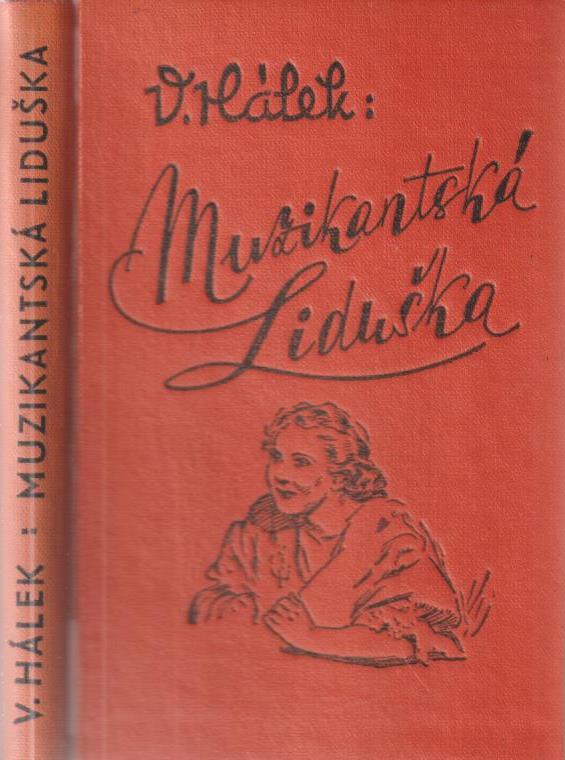 V. HÁLEK : MUZIKANTSKÁ LIDUŠKA
V. Hálek:
Muzikantská
Liduška